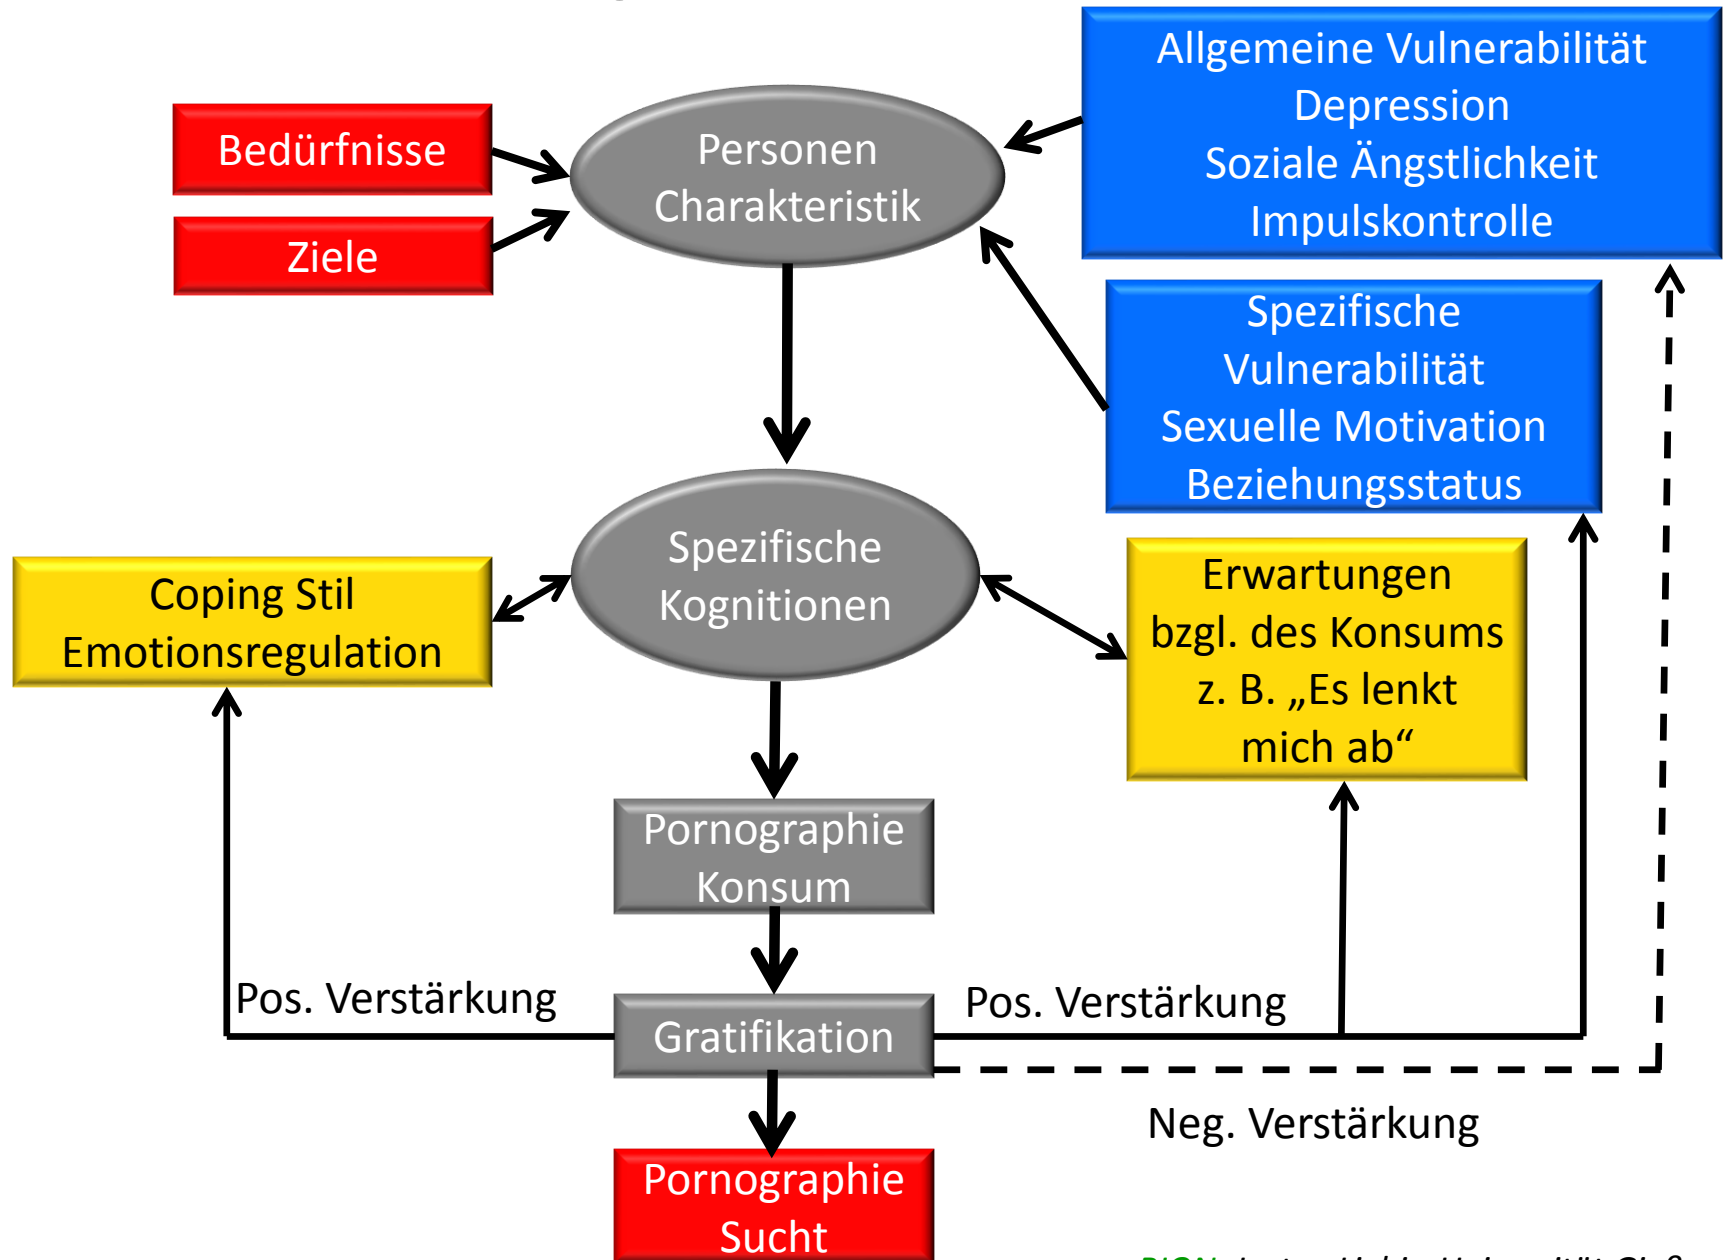 Bedürfnisse
Ziele
Personen
Charakteristik
Allgemeine Vulnerabilität
Depression
Soziale Ängstlichkeit
Impulskontrolle
Spezifische
Vulnerabilität
Sexuelle Motivation
Beziehungsstatus
Spezifische
Kognitionen
Coping Stil
Emotionsregulation
Erwartungen
bzgl. des Konsums
z. B. „Es lenkt
mich ab“
Pornographie
Konsum
Pos. Verstärkung
Gratifikation
Pos. Verstärkung
Neg. Verstärkung
Pornographie
Sucht